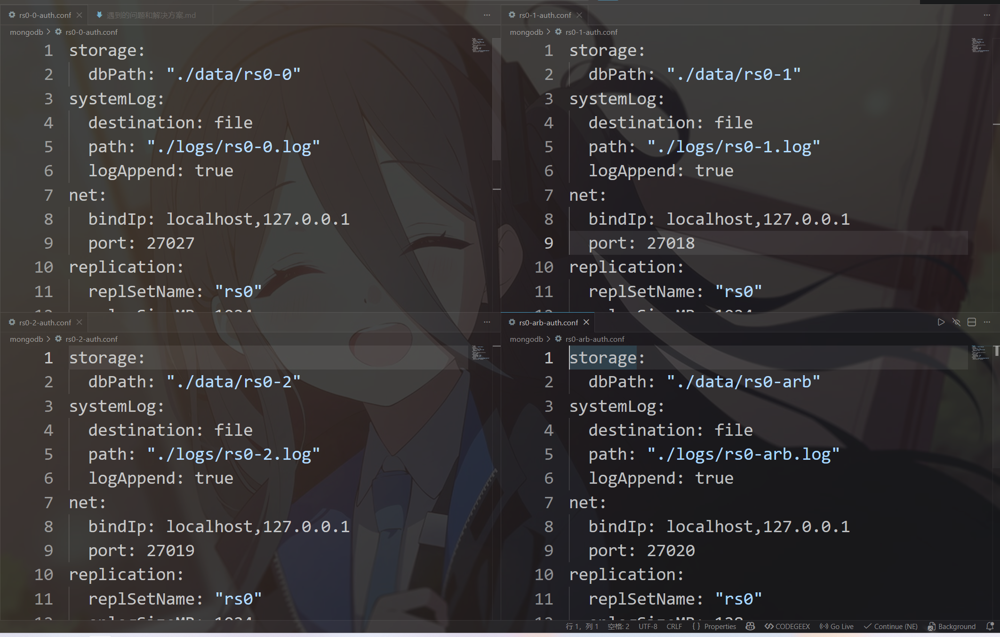 rs0-0-auth.conf
遇到的问题和解决方案.md
mongodb > rs0-0-auth.conf
1 storage:
2 dbPath: "./data/rs0-0"
3 systemLog:
4 destination: file
5 path: "./logs/rs0-0.log"
6 logAppend: true
7 net:
8 bindIp: localhost,127.0.0.1
9 port: 27027
10 replication:
11 replSetName: "rs0"
rs0-1-auth.conf
mongodb > rs0-1-auth.conf
1 storage:
2 dbPath: "./data/rs0-1"
3 systemLog:
4 destination: file
5 path: "./logs/rs0-1.log"
6 logAppend: true
7 net:
8 bindIp: localhost,127.0.0.1
9 port: 27018
10 replication:
11 replSetName: "rs0"
rs0-2-auth.conf
mongodb > rs0-2-auth.conf
1 storage:
2 dbPath: "./data/rs0-2"
3 systemLog:
4 destination: file
5 path: "./logs/rs0-2.log"
6 logAppend: true
7 net:
8 bindIp: localhost,127.0.0.1
9 port: 27019
10 replication:
11 replSetName: "rs0"
rs0-arb-auth.conf
mongodb > rs0-arb-auth.conf
1 storage:
2 dbPath: "./data/rs0-arb"
3 systemLog:
4 destination: file
5 path: "./logs/rs0-arb.log"
6 logAppend: true
7 net:
8 bindIp: localhost,127.0.0.1
9 port: 27020
10 replication:
11 replSetName: "rs0"
行 1，列 1 空格: 2 UTF-8 CRLF { } Properties CODEGEEX Go Live Continue (NE) Background